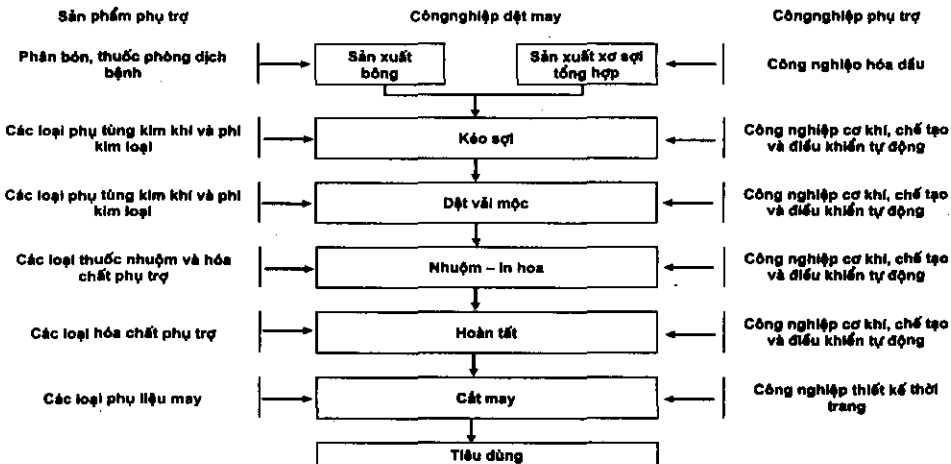 Sản phẩm phụ trợ
Côngnghiệp dệt may
Côngnghiệp phụ trợ
Phân bón, thuốc phòng dịch
bệnh
Sản xuất
bông
Sản xuất xơ sợi
tổng hợp
Công nghiệo hóa dầu
Các loại phụ tùng kim khí và phi
kim loại
Kéo sợi
Công nghiệp cơ khí, chế tạo
và điều khiển tự động
Các loại phụ tùng kim khí và phi
kim loại
Dệt vải mộc
Công nghiệp cơ khí, chế tạo
và điều khiển tự động
Các loại thuốc nhuộm và hóa
chất phụ trợ
Nhuộm – in hoa
Công nghiệp cơ khí, chế tạo
và điều khiển tự động
Các loại hóa chất phụ trợ
Hoàn tất
Công nghiệp cơ khí, chế tạo
và điều khiển tự động
Các loại phụ liệu may
Cắt may
Công nghiệp thiết kế thời
trang
Tiêu dùng